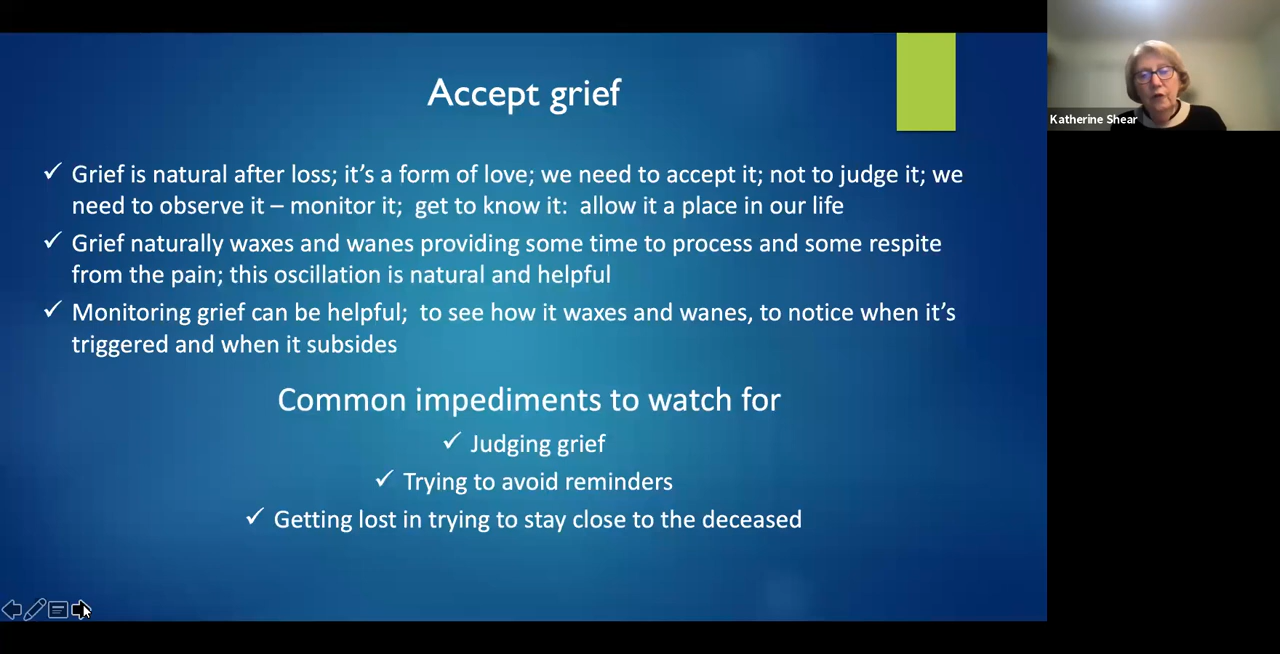 Accept grief
Katherine Shear
✓ Grief is natural after loss; it's a form of love; we need to accept it; not to judge it; we
need to observe it – monitor it;  get to know it:  allow it a place in our life
✓ Grief naturally waxes and wanes providing some time to process and some respite
from the pain; this oscillation is natural and helpful
✓ Monitoring grief can be helpful;  to see how it waxes and wanes, to notice when it's
triggered and when it subsides
Common impediments to watch for
✓ Judging grief
✓ Trying to avoid reminders
✓ Getting lost in trying to stay close to the deceased